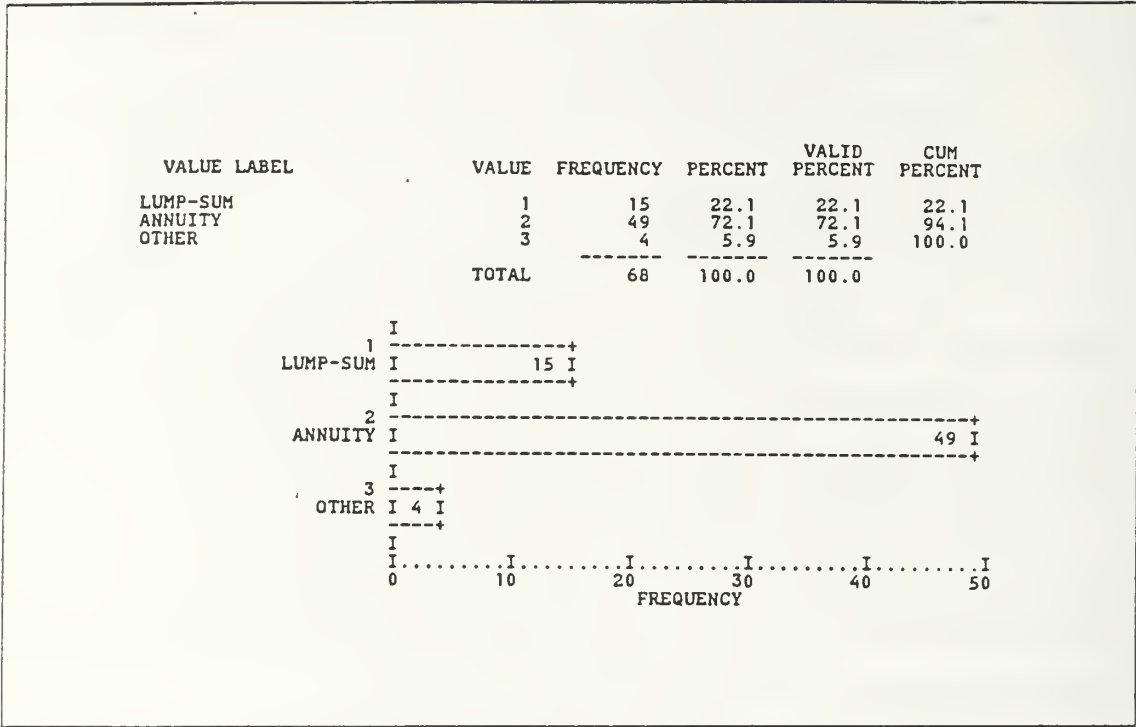 VALID CUM
VALUE LABEL VALUE FREQUENCY PERCENT PERCENT PERCENT
LUMP-SUM 1 15 22.1 22.1 22.1
ANNUITY 2 49 72.1 72.1 94.1
OTHER 3 4 5.9 5.9 100.0
------- ------- -------
TOTAL 68 100.0 100.0
I
1 ---------------+
LUMP-SUM I 15 I
---------------+
I
2 -------------------------------------------------+
ANNUITY I 49 I
-------------------------------------------------+
I
3 ----+
OTHER I 4 I
----+
I
I.........I.........I.........I.........I.........I
0 10 20 30 40 50
FREQUENCY